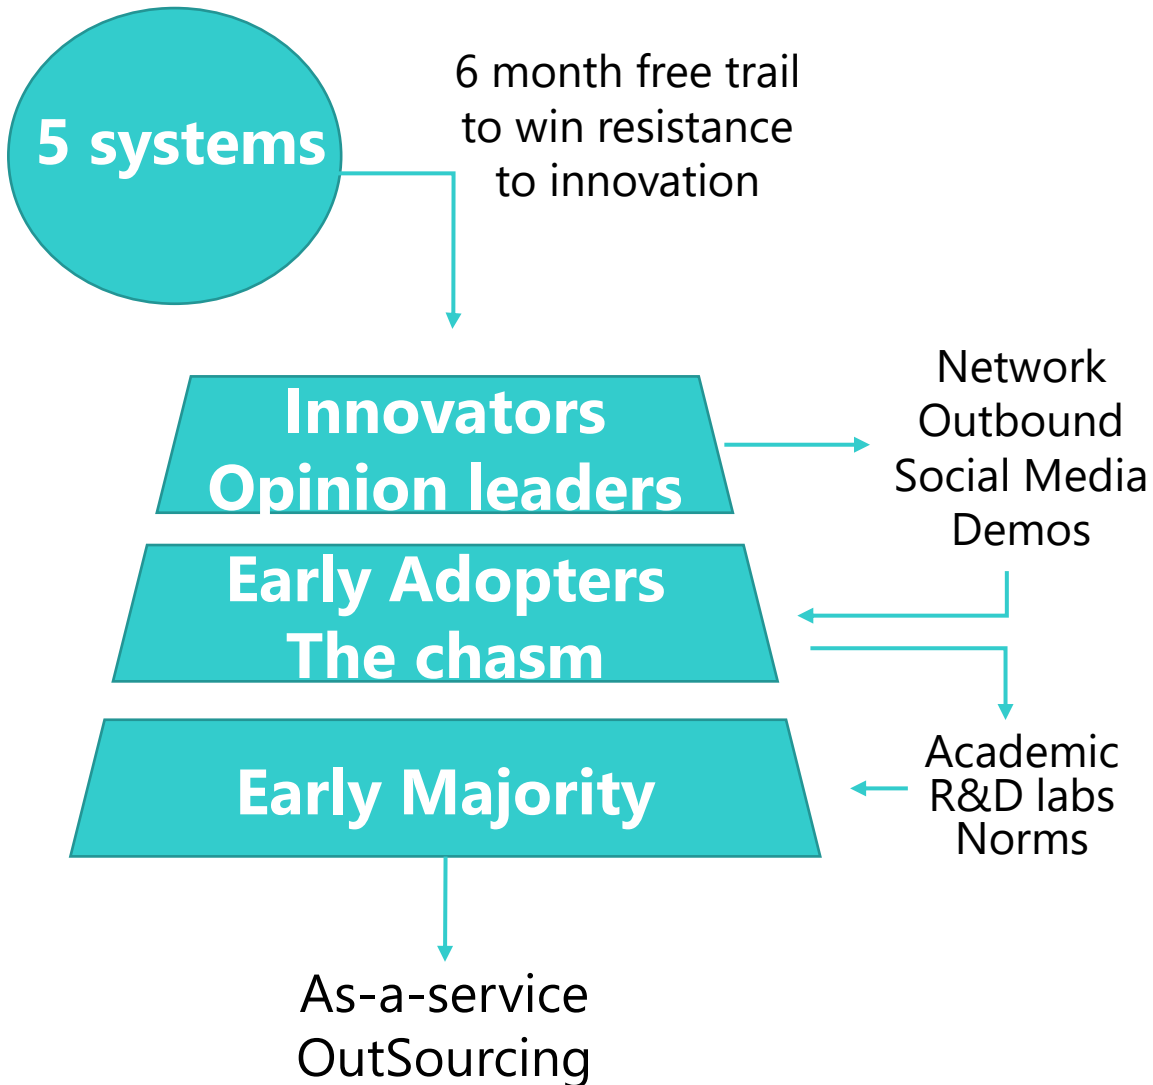 5 systems
6 month free trail
to win resistance
to innovation
Innovators
Opinion leaders
Network
Outbound
Social Media
Demos
Early Adopters
The chasm
Early Majority
Academic
R&D labs
Norms
As-a-service
OutSourcing